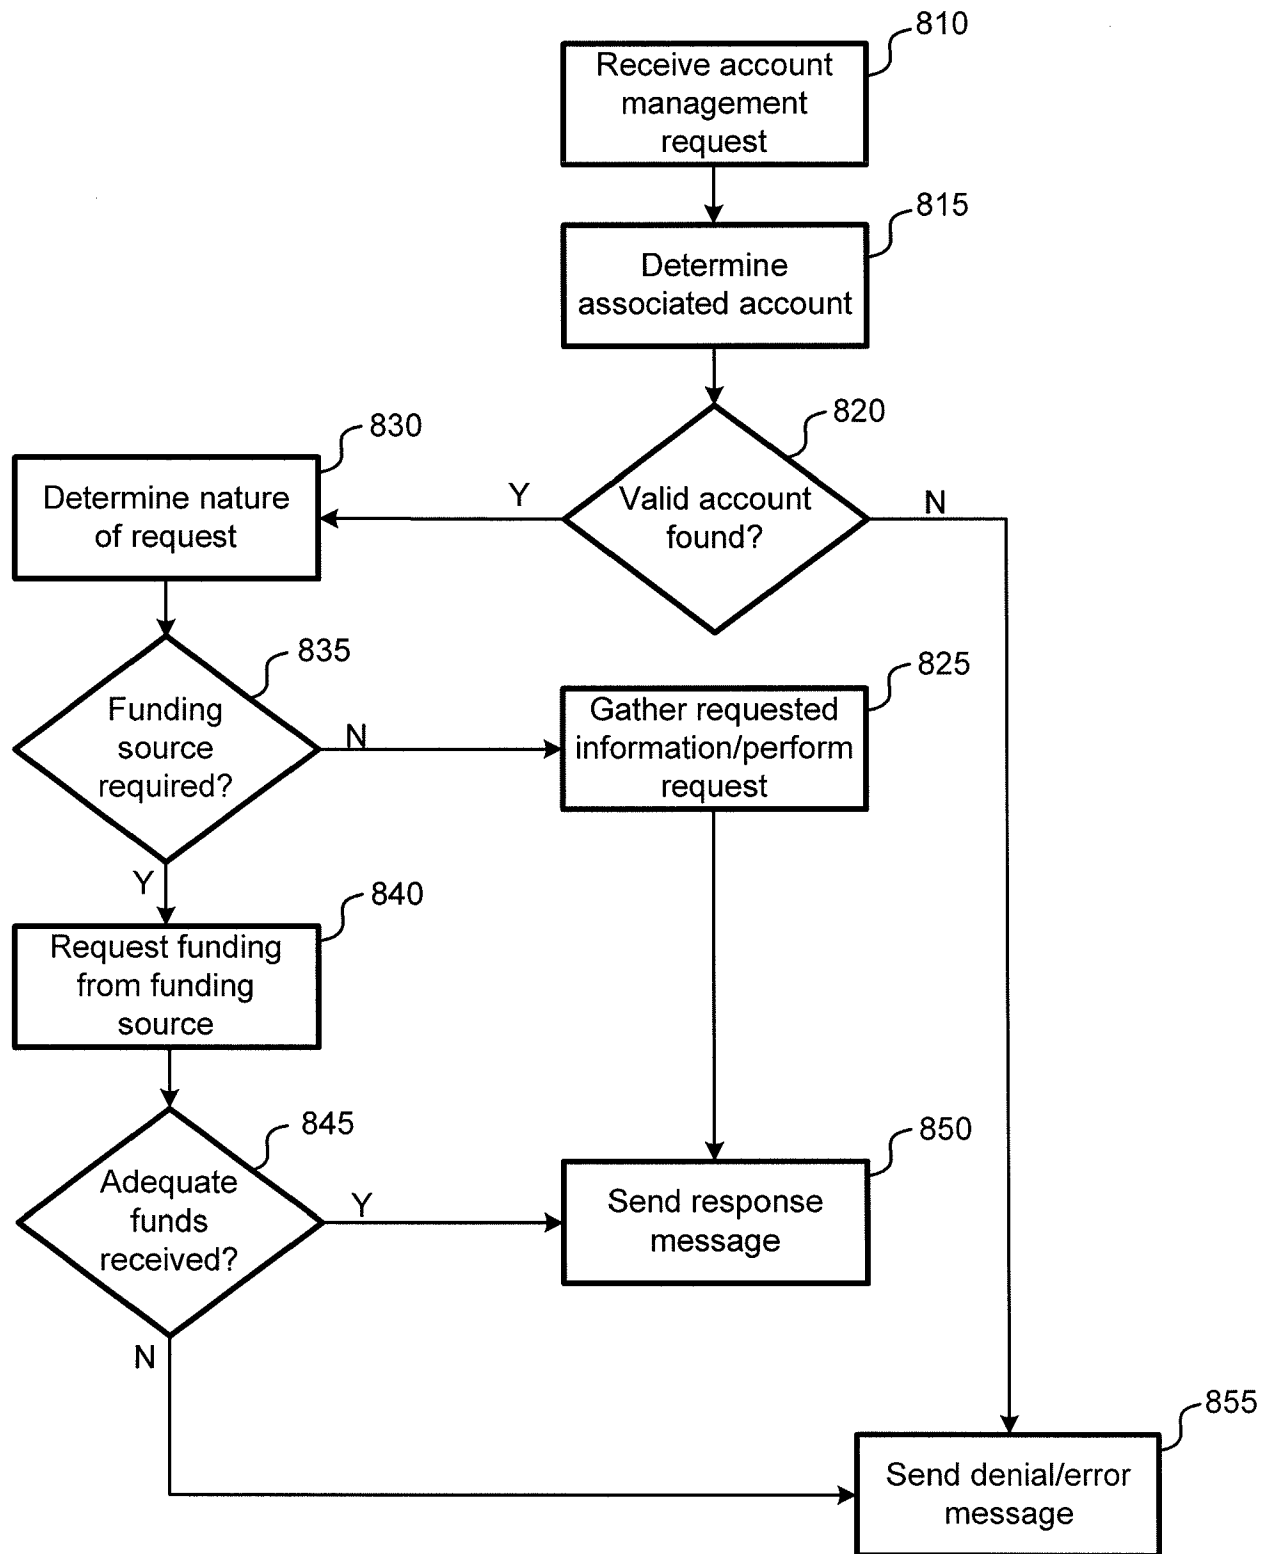 810
Receive account
management
request
815
Determine
associated account
820
Valid account
found?
Y
N
830
Determine nature
of request
835
Funding
source
required?
N
Y
825
Gather requested
information/perform
request
840
Request funding
from funding
source
845
Adequate
funds
received?
Y
N
850
Send response
message
855
Send denial/error
message